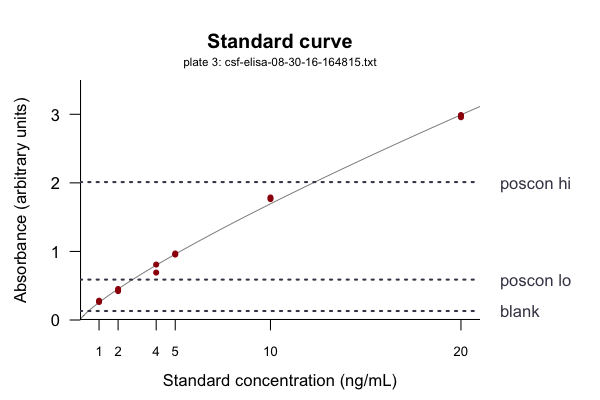 Standard curve
plate 3: csf-elisa-08-30-16-164815.txt
Absorbance (arbitrary units)
3
2
1
0
poscon hi
poscon lo
blank
1 2 4 5 10 20
Standard concentration (ng/mL)